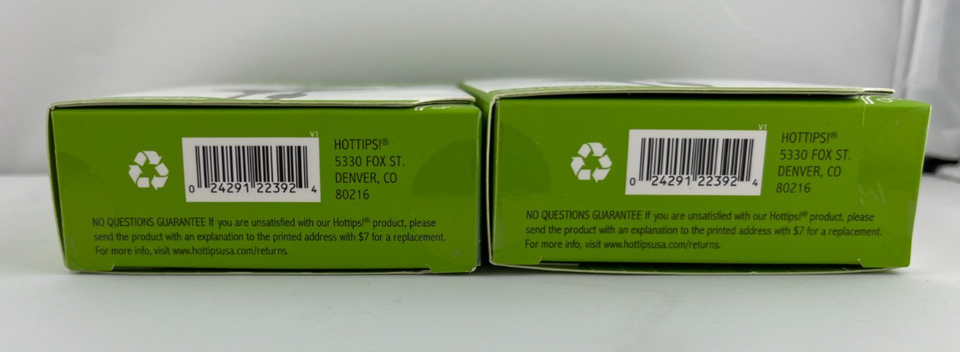 V1
HOTTIPS!®
5330 FOX ST.
DENVER, CO
80216
0 24291 22392 4
NO QUESTIONS GUARANTEE If you are unsatisfied with our Hottips!® product, please
send the product with an explanation to the printed address with $7 for a replacement.
For more info, visit www.hottipsusa.com/returns.
V1
HOTTIPS!®
5330 FOX ST.
DENVER, CO
80216
0 24291 22392 4
NO QUESTIONS GUARANTEE If you are unsatisfied with our Hottips!® product, please
send the product with an explanation to the printed address with $7 for a replacement.
For more info, visit www.hottipsusa.com/returns.